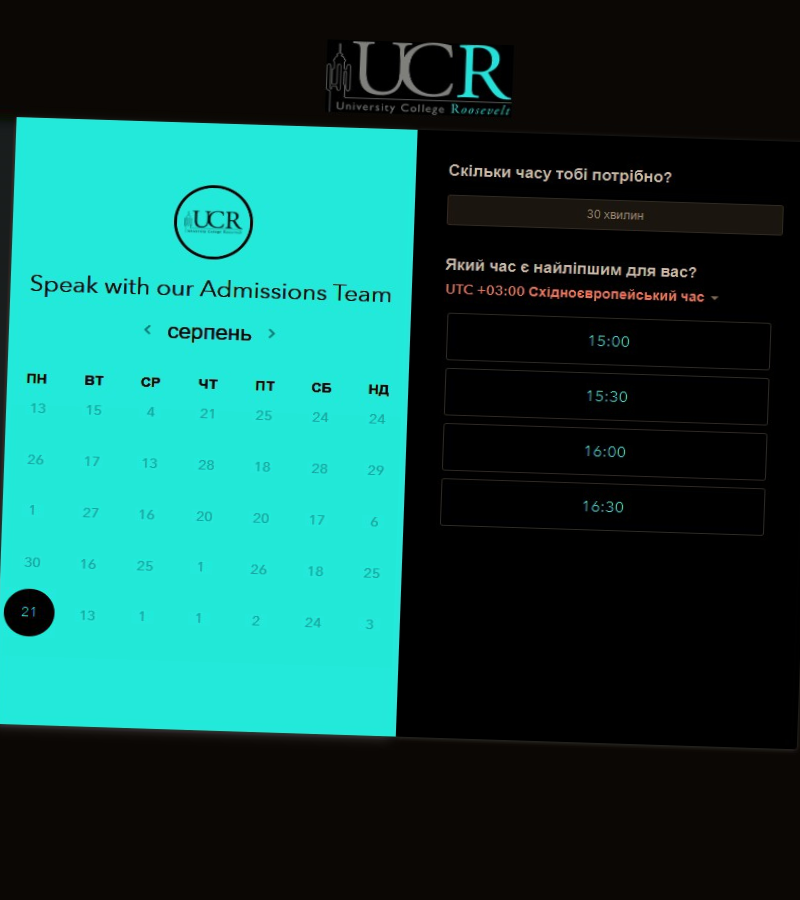 UCR
University College Roosevelt
UCR
Speak with our Admissions Team
серпень
ПН ВТ СР ЧТ ПТ СБ НД
13 15 4 21 25 24 24
26 17 13 28 18 28 29
1 27 16 20 20 17 6
30 16 25 1 26 18 25
21 13 1 1 2 24 3
Скільки часу тобі потрібно?
30 хвилин
Який час є найліпшим для вас?
UTC +03:00 Східноєвропейський час
15:00
15:30
16:00
16:30